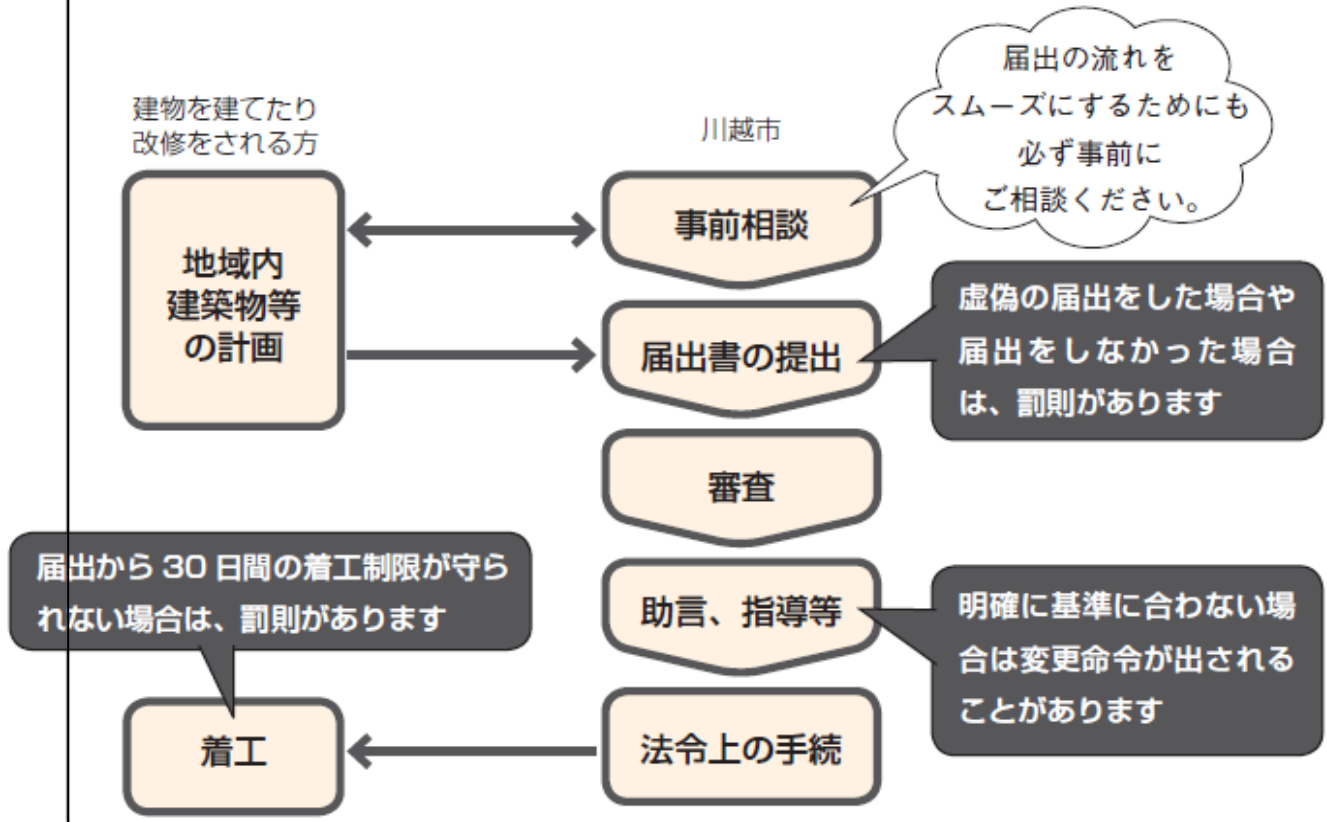 届出の流れを
スムーズにするためにも
必ず事前に
ご相談ください。
建物を建てたり
改修をされる方
川越市
地域内
建築物等
の計画
事前相談
届出書の提出
虚偽の届出をした場合や
届出をしなかった場合
は、罰則があります
審査
届出から 30 日間の着工制限が守ら
れない場合は、罰則があります
助言、指導等
明確に基準に合わない場
合は変更命令が出される
ことがあります
着工
法令上の手続